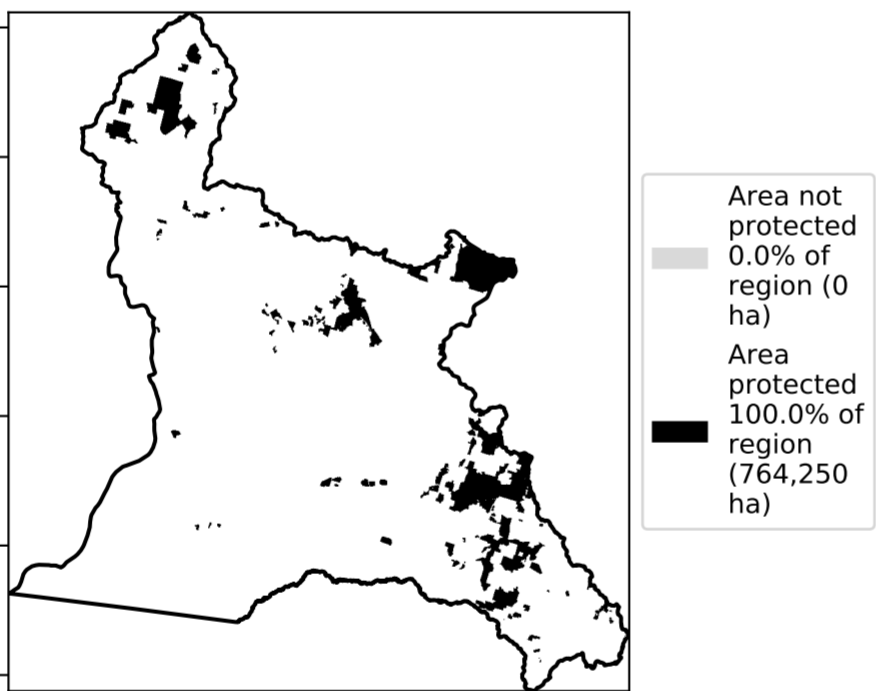 Area not
protected
0.0% of
region (0
ha)
Area
protected
100.0% of
region
(764,250
ha)